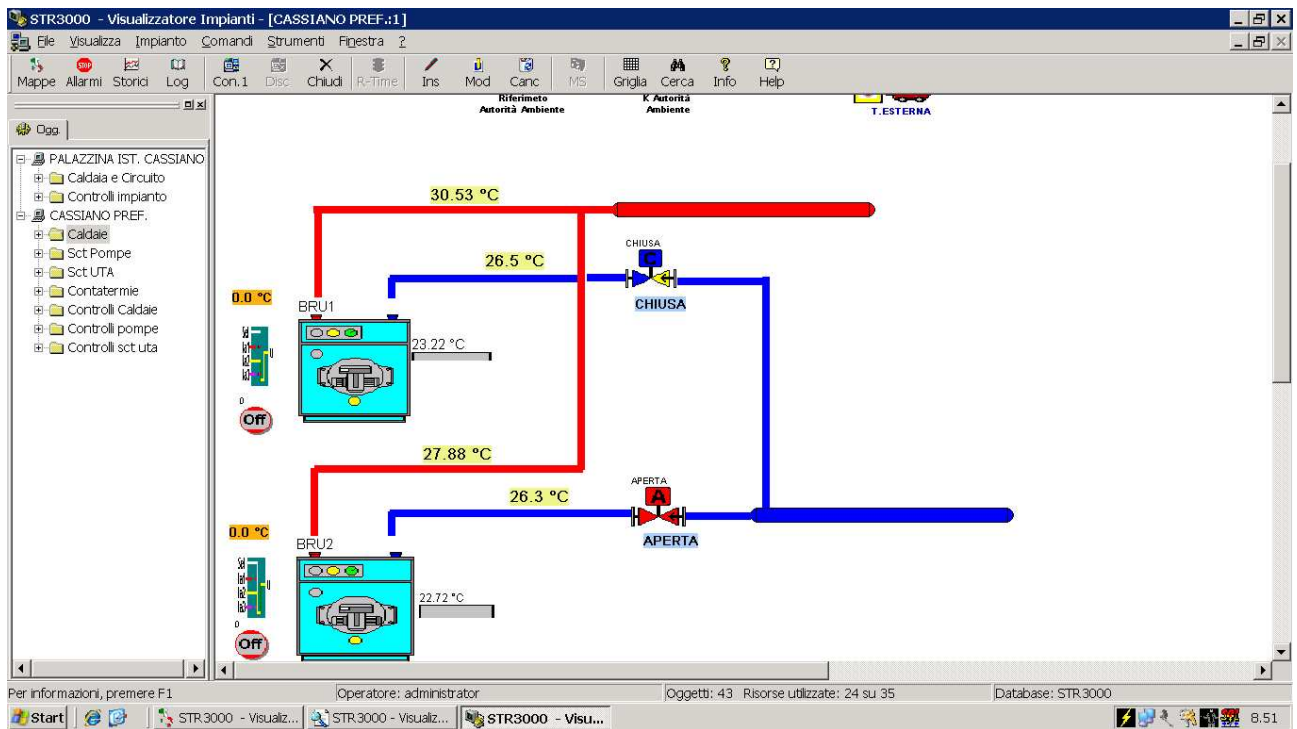 STR3000 - Visualizzatore Impianti - [CASSIANO PREF.:1]
File Visualizza Impianto Comandi Strumenti Finestra ?
STOP
Mappe Allarmi Storici Log Con.1 Disc Chiudi R-Time Ins Mod Canc MS Griglia Cerca Info Help
Ogg.
PALAZZINA IST. CASSIANO
Caldaia e Circuito
Controlli impianto
CASSIANO PREF.
Caldaie
Sct Pompe
Sct UTA
Contatermie
Controlli Caldaie
Controlli pompe
Controlli sct uta
Riferimeto
Autorità Ambiente
K Autorità
Ambiente
T.ESTERNA
30.53 °C
26.5 °C
CHIUSA
C
CHIUSA
0.0 °C
BRU1
23.22 °C
0
Off
27.88 °C
26.3 °C
APERTA
A
APERTA
0.0 °C
BRU2
22.72 °C
0
Off
Per informazioni, premere F1
Operatore: administrator
Oggetti: 43 Risorse utilizzate: 24 su 35
Database: STR3000
Start
STR3000 - Visualiz...
STR3000 - Visualiz...
STR3000 - Visu...
8.51